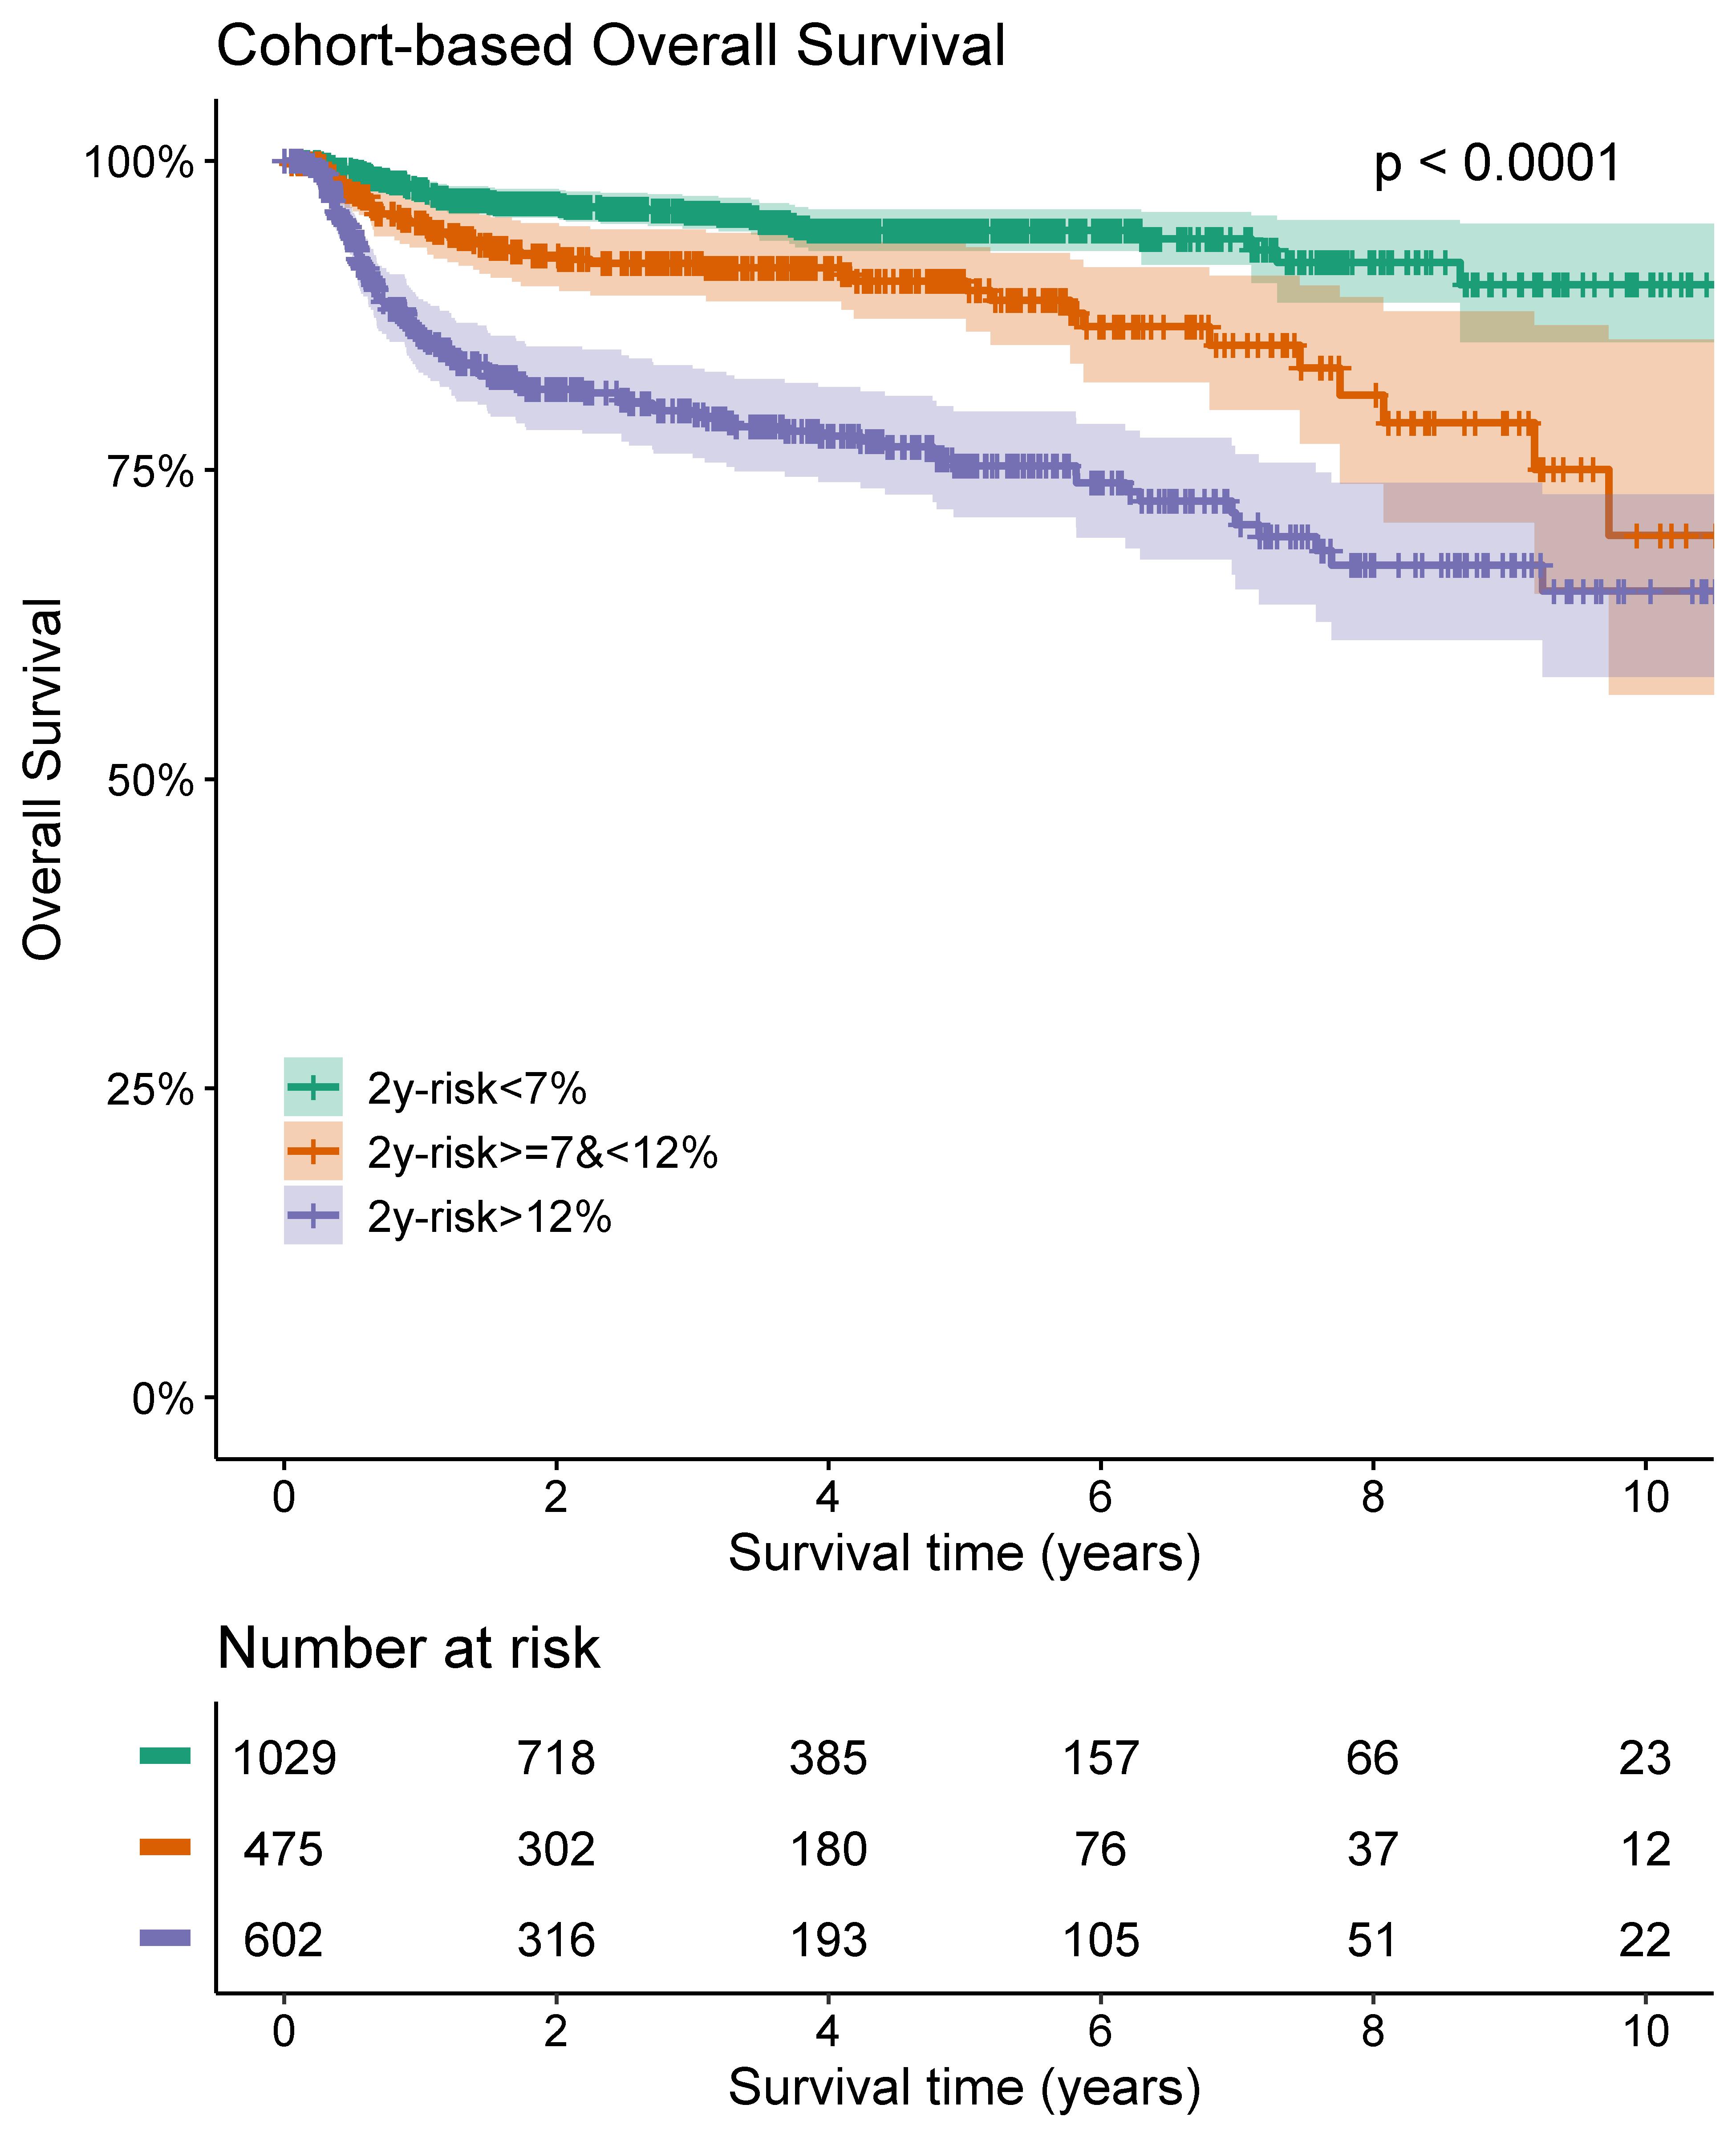 Cohort-based Overall Survival
100%
p < 0.0001
75%
50%
25%
0%
Overall Survival
2y-risk<7%
2y-risk>=7&<12%
2y-risk>12%
0 2 4 6 8 10
Survival time (years)
Number at risk
1029 718 385 157 66 23
475 302 180 76 37 12
602 316 193 105 51 22
0 2 4 6 8 10
Survival time (years)